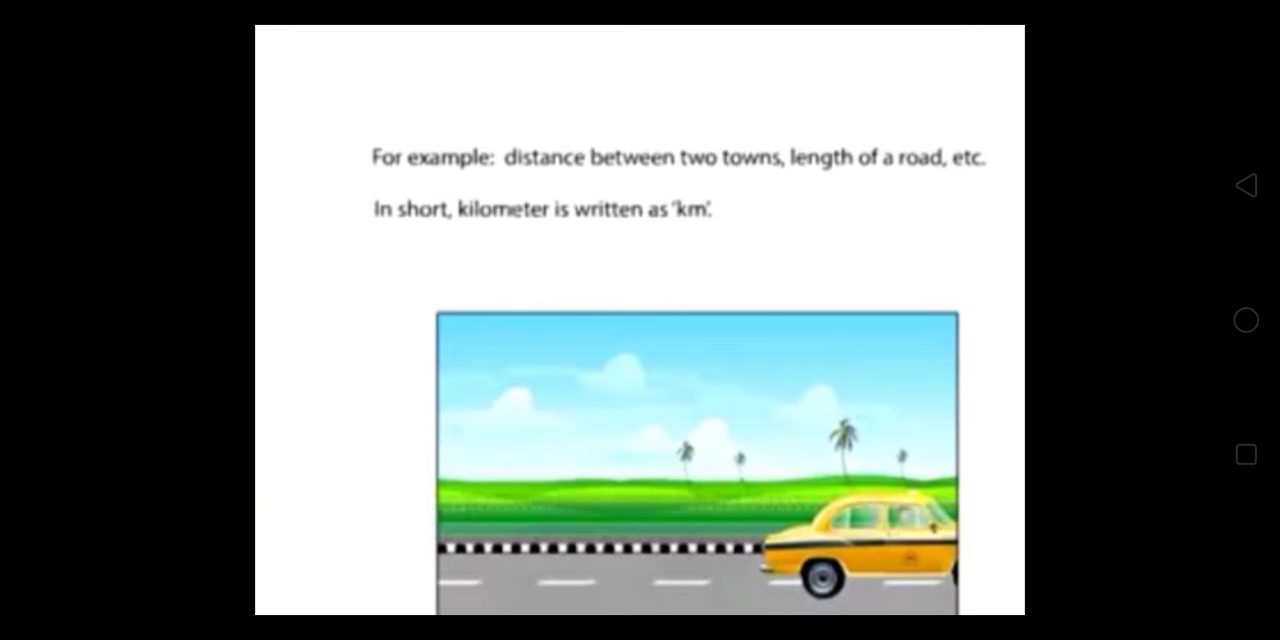 For example: distance between two towns, length of a road, etc.
In short, kilometer is written as 'km'.